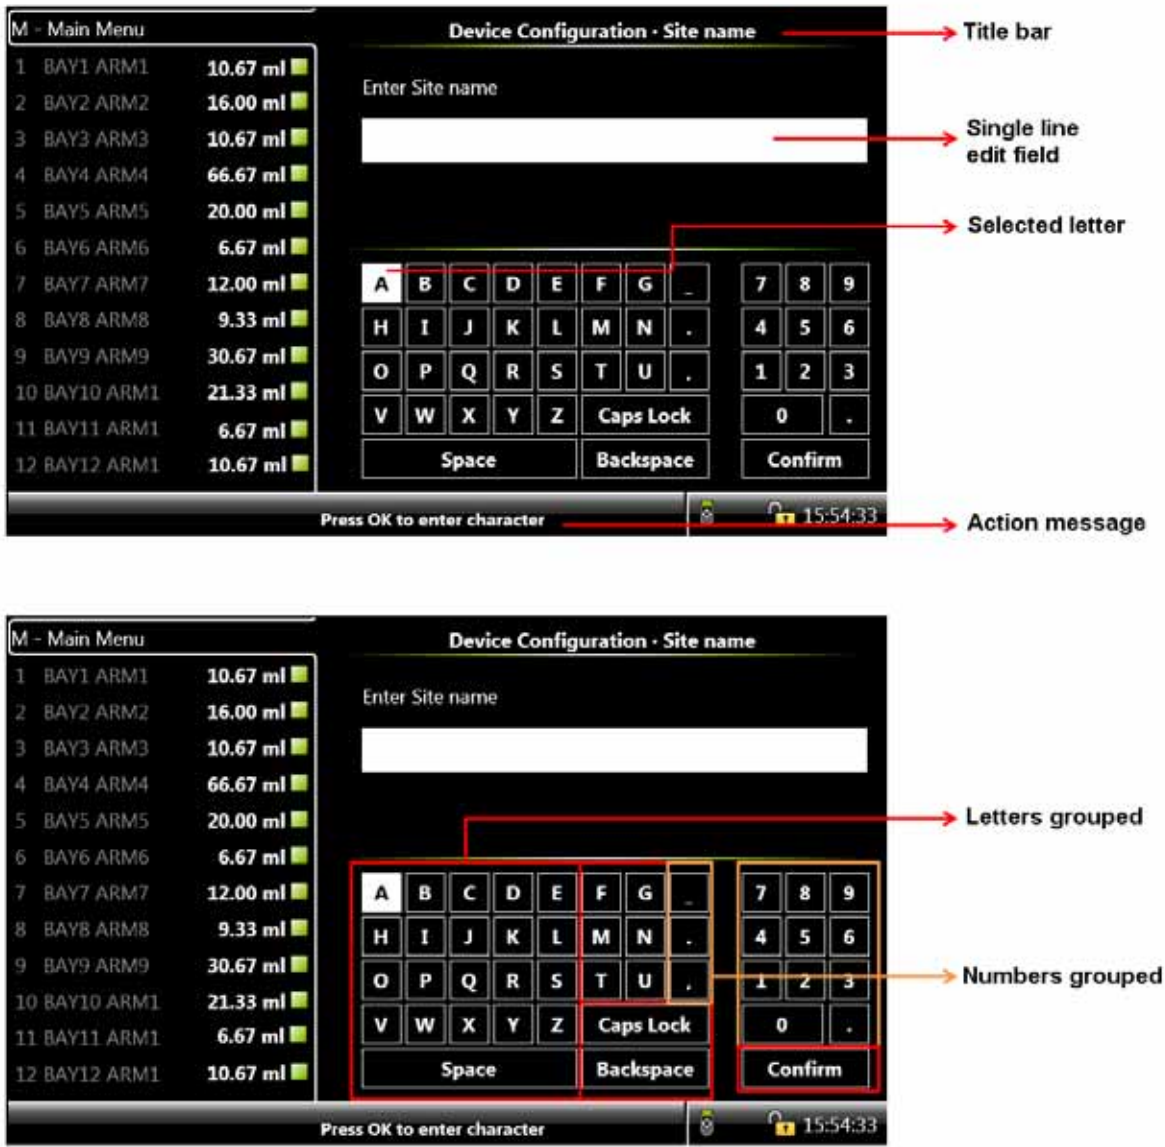 M - Main Menu
Device Configuration - Site name
Title bar
1 BAY1 ARM1 10.67 ml
2 BAY2 ARM2 16.00 ml
3 BAY3 ARM3 10.67 ml
4 BAY4 ARM4 66.67 ml
5 BAY5 ARM5 20.00 ml
6 BAY6 ARM6 6.67 ml
7 BAY7 ARM7 12.00 ml
8 BAY8 ARM8 9.33 ml
9 BAY9 ARM9 30.67 ml
10 BAY10 ARM1 21.33 ml
11 BAY11 ARM1 6.67 ml
12 BAY12 ARM1 10.67 ml
Enter Site name
Single line
edit field
Selected letter
A B C D E F G _ 7 8 9
H I J K L M N . 4 5 6
O P Q R S T U , 1 2 3
V W X Y Z Caps Lock 0 .
Space Backspace Confirm
Press OK to enter character
15:54:33
Action message
M - Main Menu
Device Configuration - Site name
1 BAY1 ARM1 10.67 ml
2 BAY2 ARM2 16.00 ml
3 BAY3 ARM3 10.67 ml
4 BAY4 ARM4 66.67 ml
5 BAY5 ARM5 20.00 ml
6 BAY6 ARM6 6.67 ml
7 BAY7 ARM7 12.00 ml
8 BAY8 ARM8 9.33 ml
9 BAY9 ARM9 30.67 ml
10 BAY10 ARM1 21.33 ml
11 BAY11 ARM1 6.67 ml
12 BAY12 ARM1 10.67 ml
Enter Site name
Letters grouped
A B C D E F G _ 7 8 9
H I J K L M N . 4 5 6
O P Q R S T U , 1 2 3
Numbers grouped
V W X Y Z Caps Lock 0 .
Space Backspace Confirm
Press OK to enter character
15:54:33